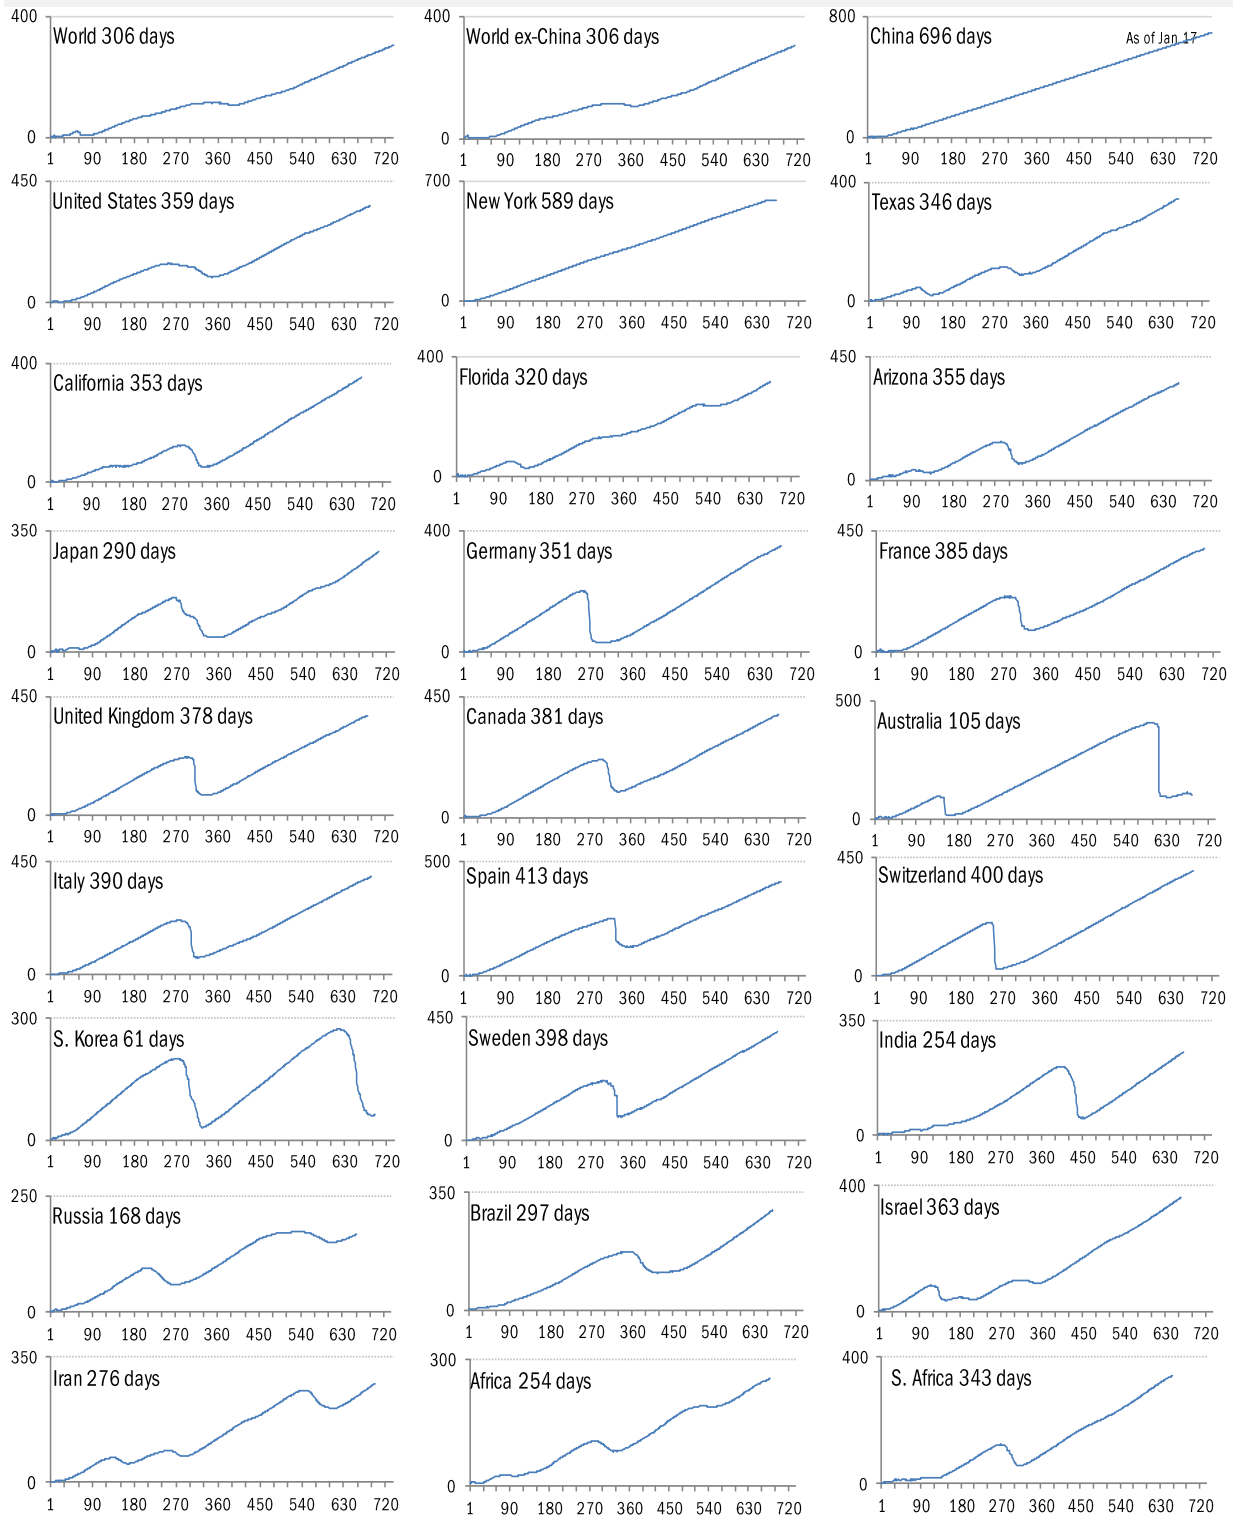 400
World 306 days
0
1 90 180 270 360 450 540 630 720
400
World ex-China 306 days
0
1 90 180 270 360 450 540 630 720
800
China 696 days
As of Jan 17
0
1 90 180 270 360 450 540 630 720
450
United States 359 days
0
1 90 180 270 360 450 540 630 720
700
New York 589 days
0
1 90 180 270 360 450 540 630 720
400
Texas 346 days
0
1 90 180 270 360 450 540 630 720
400
California 353 days
0
1 90 180 270 360 450 540 630 720
400
Florida 320 days
0
1 90 180 270 360 450 540 630 720
450
Arizona 355 days
0
1 90 180 270 360 450 540 630 720
350
Japan 290 days
0
1 90 180 270 360 450 540 630 720
400
Germany 351 days
0
1 90 180 270 360 450 540 630 720
450
France 385 days
0
1 90 180 270 360 450 540 630 720
450
United Kingdom 378 days
0
1 90 180 270 360 450 540 630 720
450
Canada 381 days
0
1 90 180 270 360 450 540 630 720
500
Australia 105 days
0
1 90 180 270 360 450 540 630 720
450
Italy 390 days
0
1 90 180 270 360 450 540 630 720
500
Spain 413 days
0
1 90 180 270 360 450 540 630 720
450
Switzerland 400 days
0
1 90 180 270 360 450 540 630 720
300
S. Korea 61 days
0
1 90 180 270 360 450 540 630 720
450
Sweden 398 days
0
1 90 180 270 360 450 540 630 720
350
India 254 days
0
1 90 180 270 360 450 540 630 720
250
Russia 168 days
0
1 90 180 270 360 450 540 630 720
350
Brazil 297 days
0
1 90 180 270 360 450 540 630 720
400
Israel 363 days
0
1 90 180 270 360 450 540 630 720
350
Iran 276 days
0
1 90 180 270 360 450 540 630 720
300
Africa 254 days
0
1 90 180 270 360 450 540 630 720
400
S. Africa 343 days
0
1 90 180 270 360 450 540 630 720